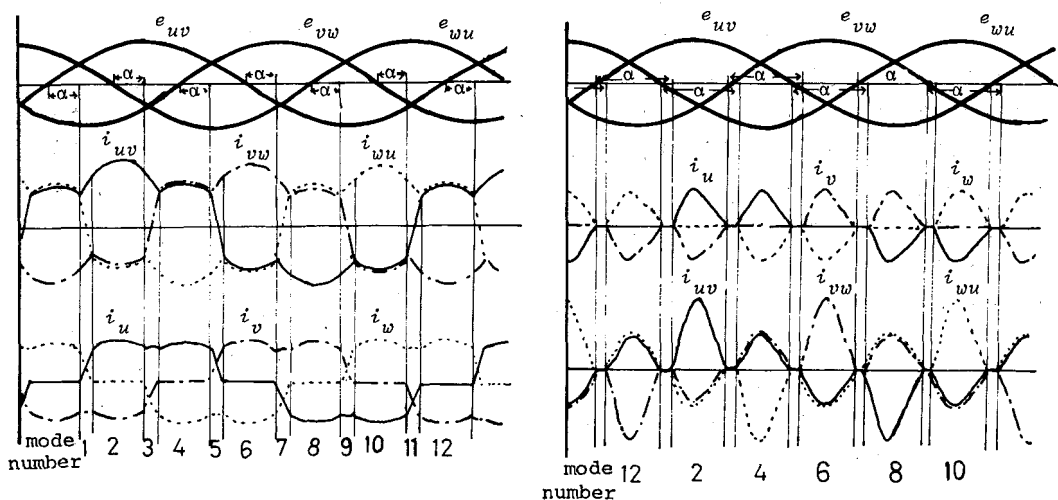 e_uv e_vw e_wu
α α α α α α α
i_uv i_vw i_wu
i_u i_v i_w
mode number 1 2 3 4 5 6 7 8 9 10 11 12
e_uv e_vw e_wu
α α α α α
i_u i_v i_w
i_uv i_vw i_wu
mode number 12 2 4 6 8 10